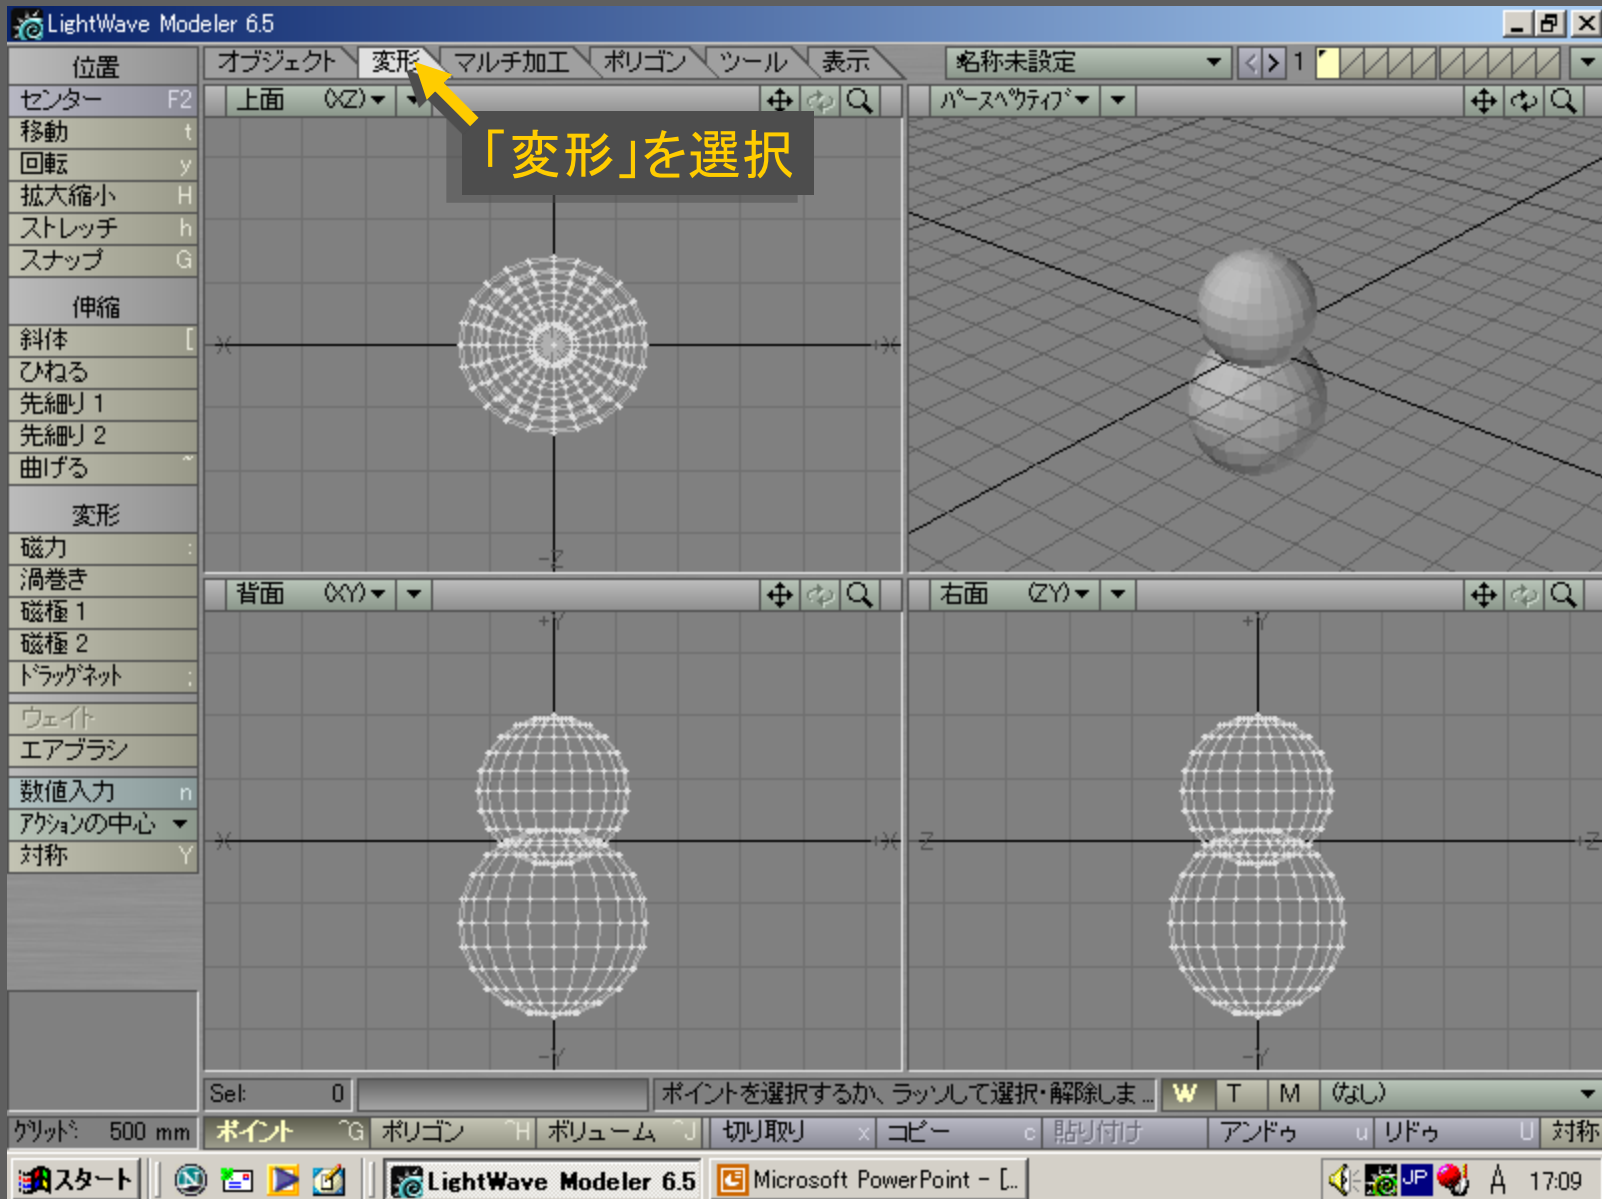 LightWave Modeler 6.5
位置
オブジェクト 変形 マルチ加工 ポリゴン ツール 表示
名称未設定 1
センター F2
移動 t
回転 y
拡大縮小 H
ストレッチ h
スナップ G
伸縮
斜体 [
ひねる
先細り 1
先細り 2
曲げる ~
変形
磁力 :
渦巻き
磁極 1
磁極 2
ドラッグネット ;
ウェイト
エアブラシ
数値入力 n
アクションの中心
対称 Y
上面 (XZ)
パースペクティブ
「変形」を選択
-X +X
-Z
背面 (XY)
右面 (ZY)
+Y
+Y
-X +X
-Z +Z
-Y
-Y
Sel: 0
ポイントを選択するか、ラッソして選択・解除しま...
W T M (なし)
グリッド: 500 mm
ポイント ^G ポリゴン ^H ボリューム ^J 切り取り x コピー c 貼り付け アンドゥ u リドゥ U 対称
スタート LightWave Modeler 6.5 Microsoft PowerPoint - [... JP A 17:09